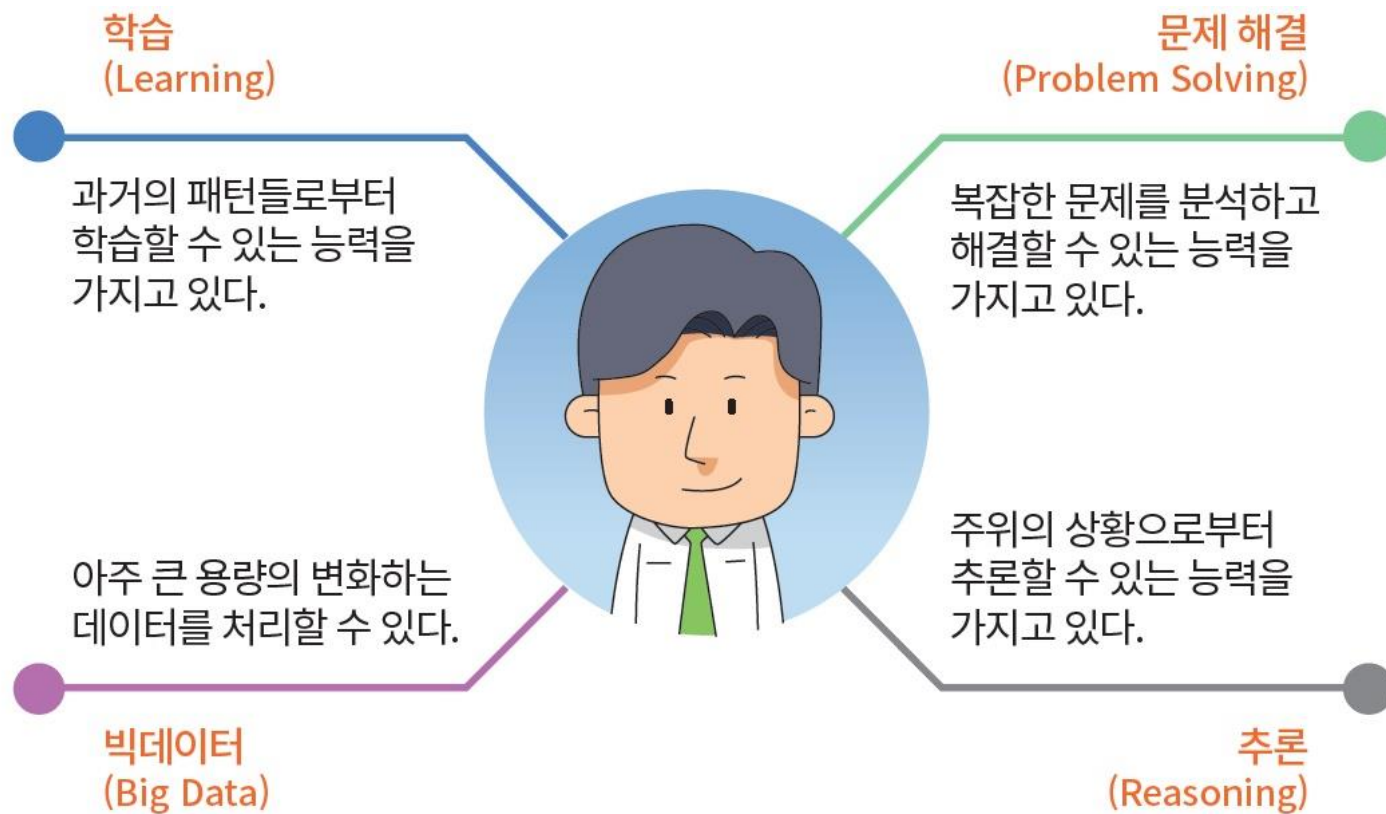 학습
(Learning)
과거의 패턴들로부터
학습할 수 있는 능력을
가지고 있다.
문제 해결
(Problem Solving)
복잡한 문제를 분석하고
해결할 수 있는 능력을
가지고 있다.
아주 큰 용량의 변화하는
데이터를 처리할 수 있다.
빅데이터
(Big Data)
주위의 상황으로부터
추론할 수 있는 능력을
가지고 있다.
추론
(Reasoning)